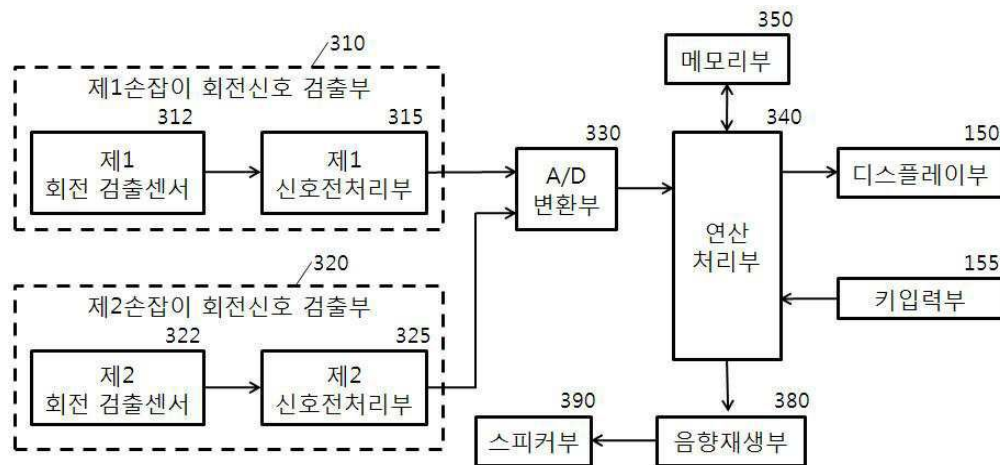 310
제1손잡이 회전신호 검출부
312
제1
회전 검출센서
315
제1
신호전처리부
320
제2손잡이 회전신호 검출부
322
제2
회전 검출센서
325
제2
신호전처리부
330
A/D
변환부
350
메모리부
340
연산
처리부
150
디스플레이부
155
키입력부
390
스피커부
380
음향재생부